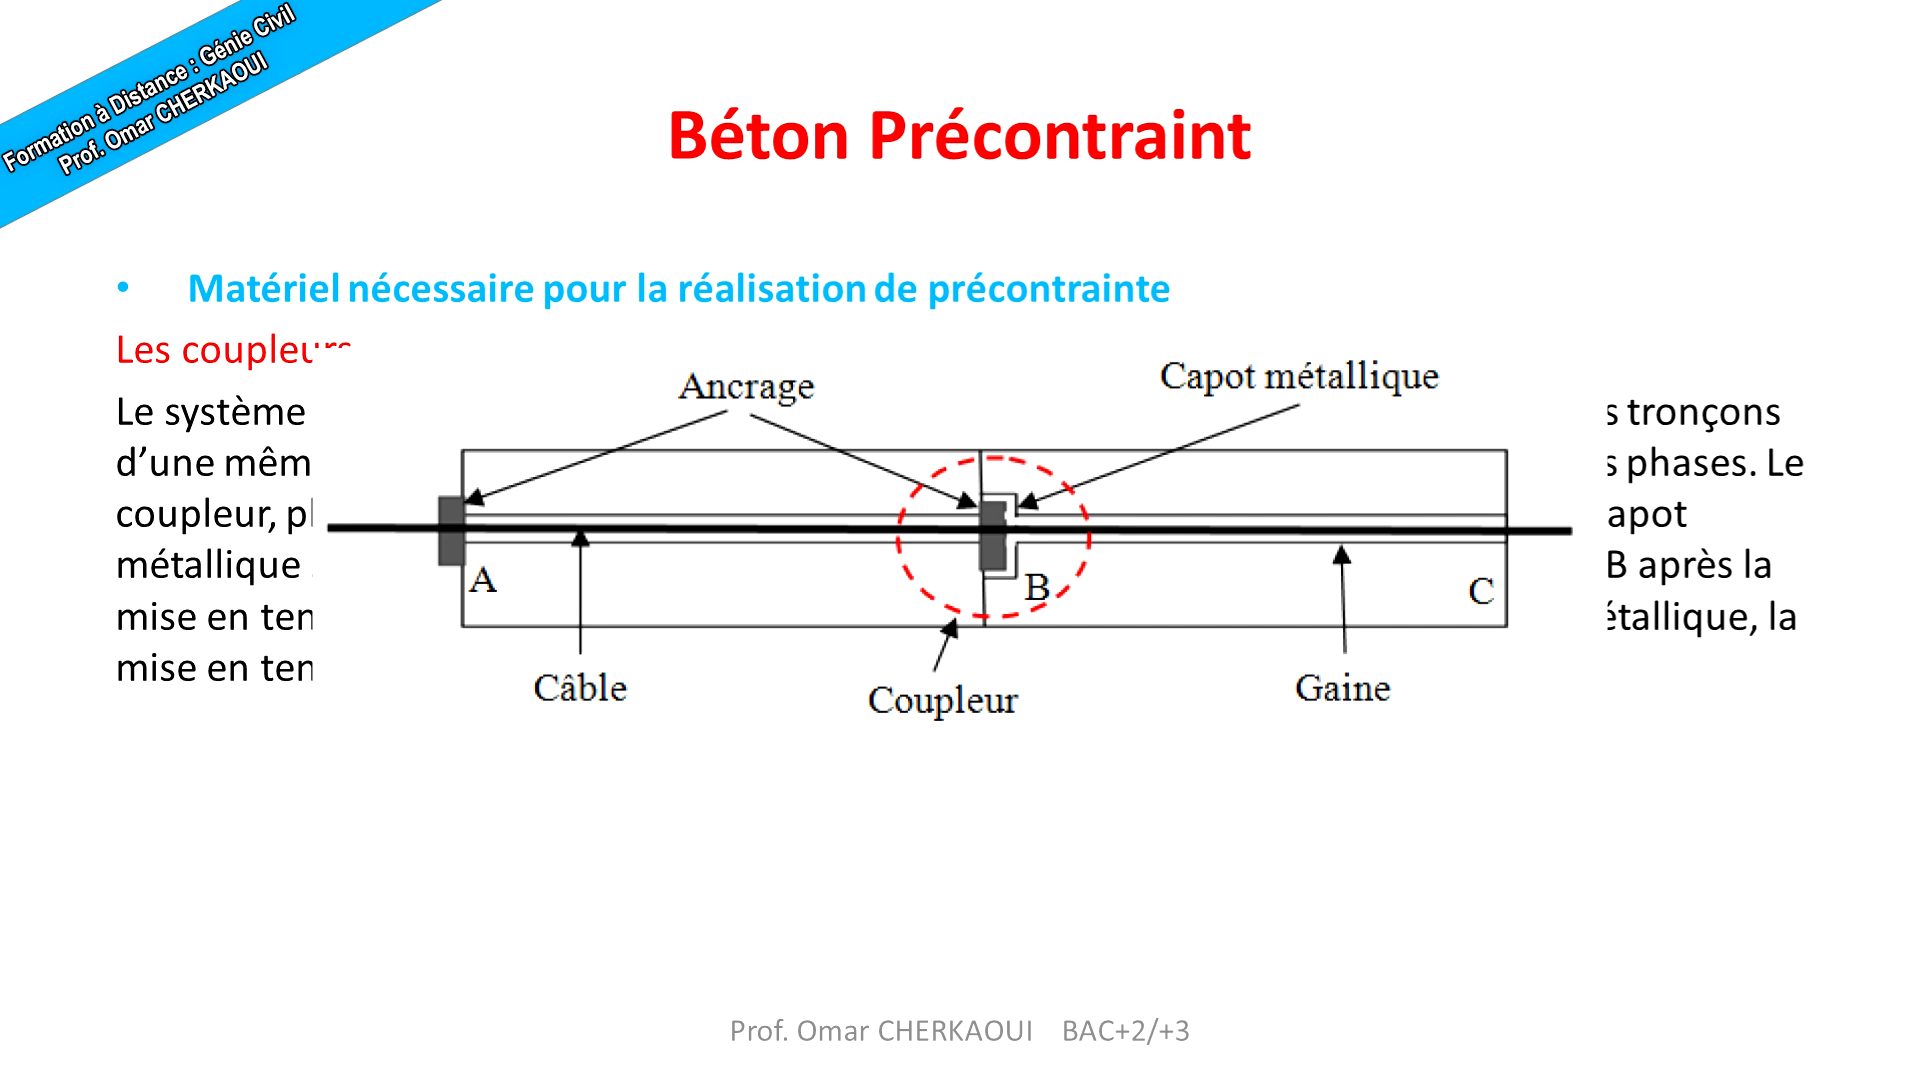 Formation à Distance : Génie Civil
Prof. Omar CHERKAOUI
Béton Précontraint
• Matériel nécessaire pour la réalisation de précontrainte
Les coupleurs
Ancrage
Capot métallique
Le système s tronçons
d’une mêm s phases. Le
coupleur, pl apot
métallique B après la
mise en ten étallique, la
mise en ten
A
B
C
Câble
Coupleur
Gaine
Prof. Omar CHERKAOUI BAC+2/+3